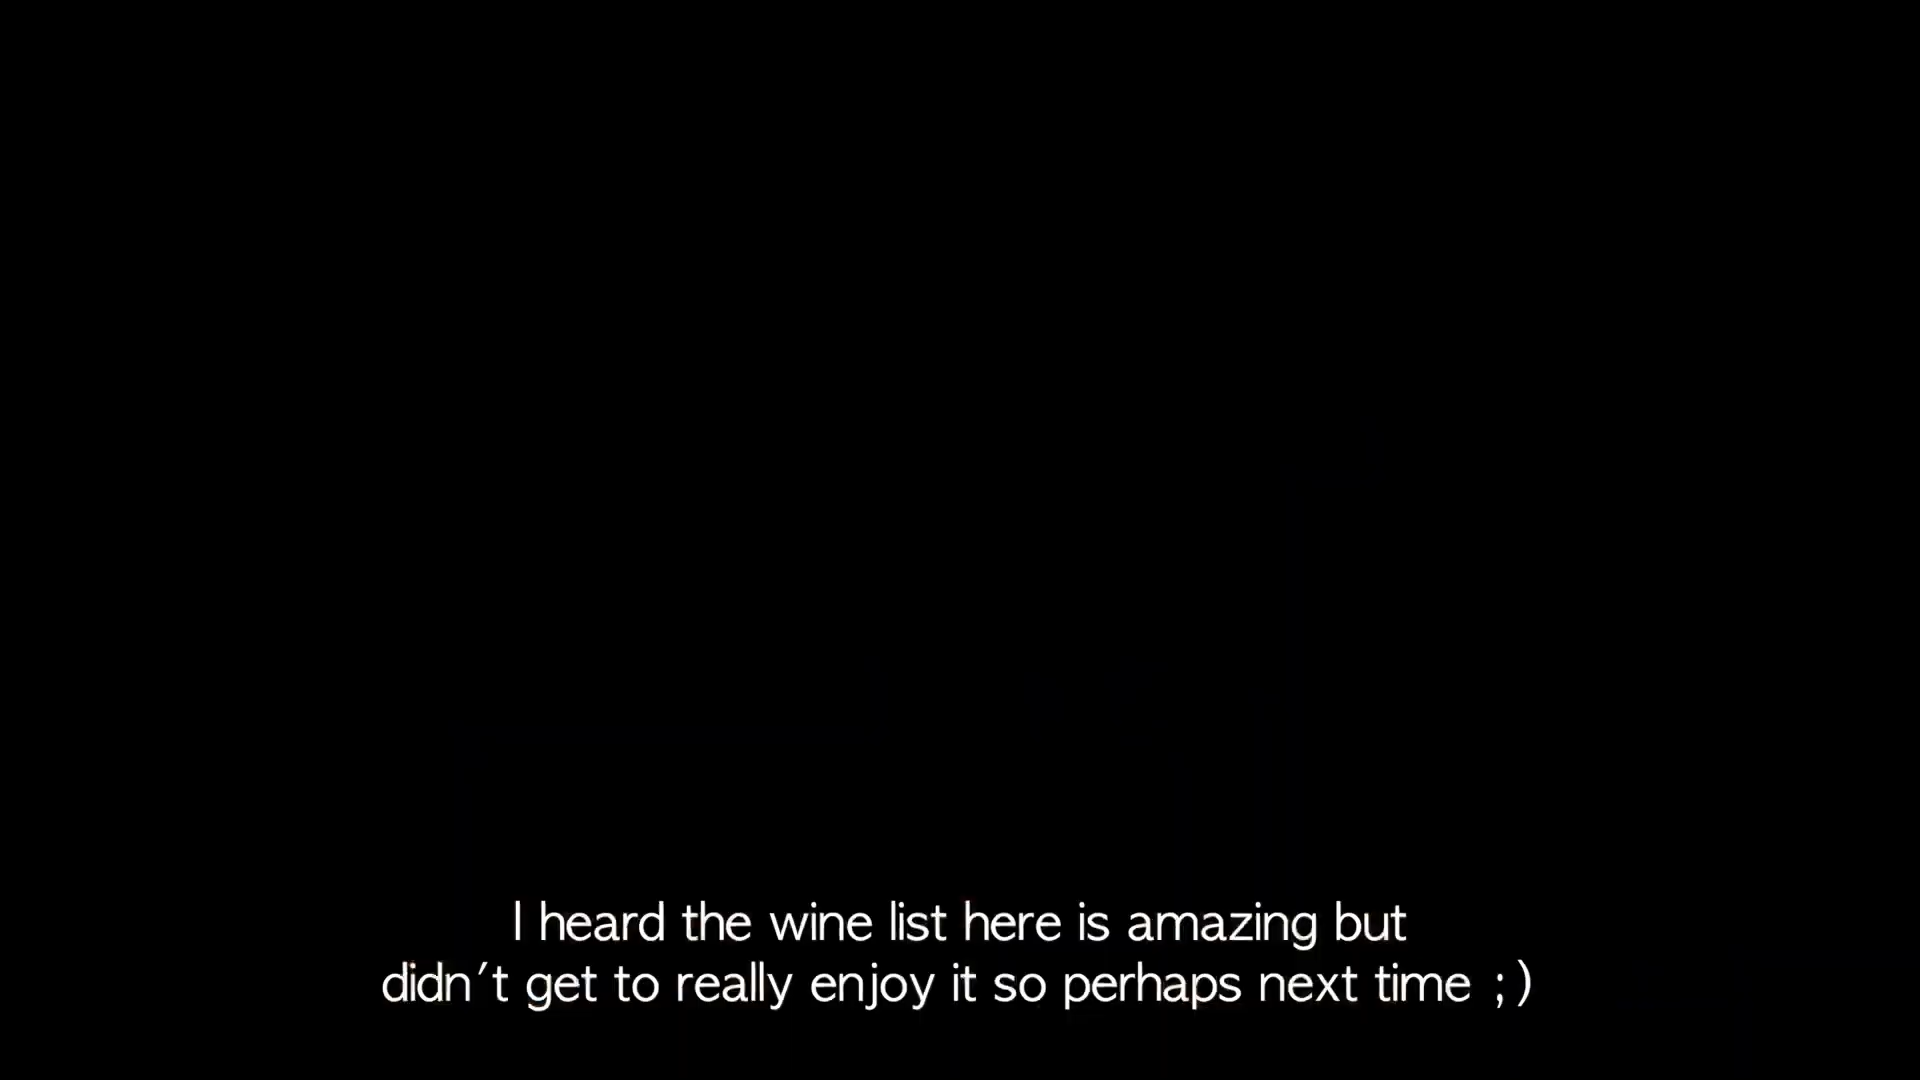 I heard the wine list here is amazing but
didn't get to really enjoy it so perhaps next time ;)